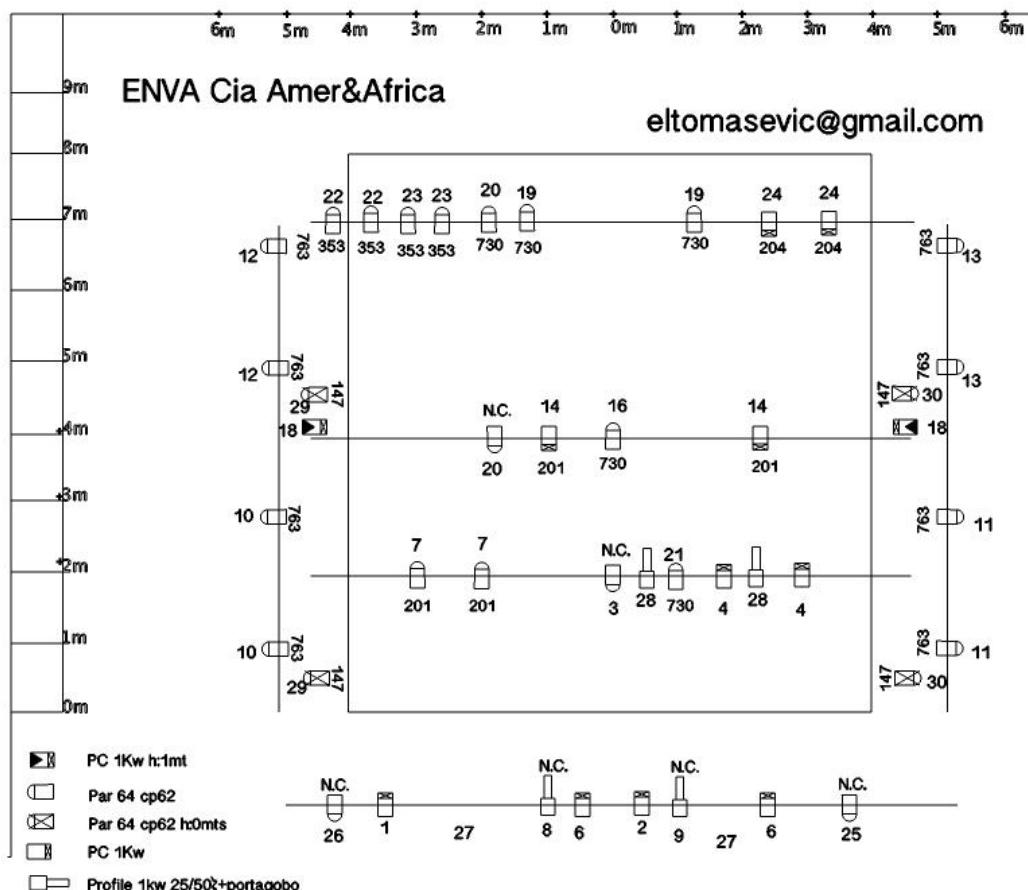 6m 5m 4m 3m 2m 1m 0m 1m 2m 3m 4m 5m 6m
9m
ENVA Cia Amer&Africa
eltomasevic@gmail.com
8m
22 22 23 23 20 19 19 24 24
7m
353 353 353 353 730 730 730 204 204
12 763 763 13
6m
5m
12 763 763 13
29 147 147 30
N.C. 14 16 14
18 18
4m
20 201 730 201
3m
10 763 763 11
7 7 N.C. 21
2m
201 201 3 28 730 4 28 4
1m
10 763 763 11
29 147 147 30
0m
PC 1Kw h:1mt
N.C. N.C. N.C. N.C.
Par 64 cp62
Par 64 cp62 h:0mts
26 1 27 8 6 2 9 27 6 25
PC 1Kw
Profile 1kw 25/50º+portagobo